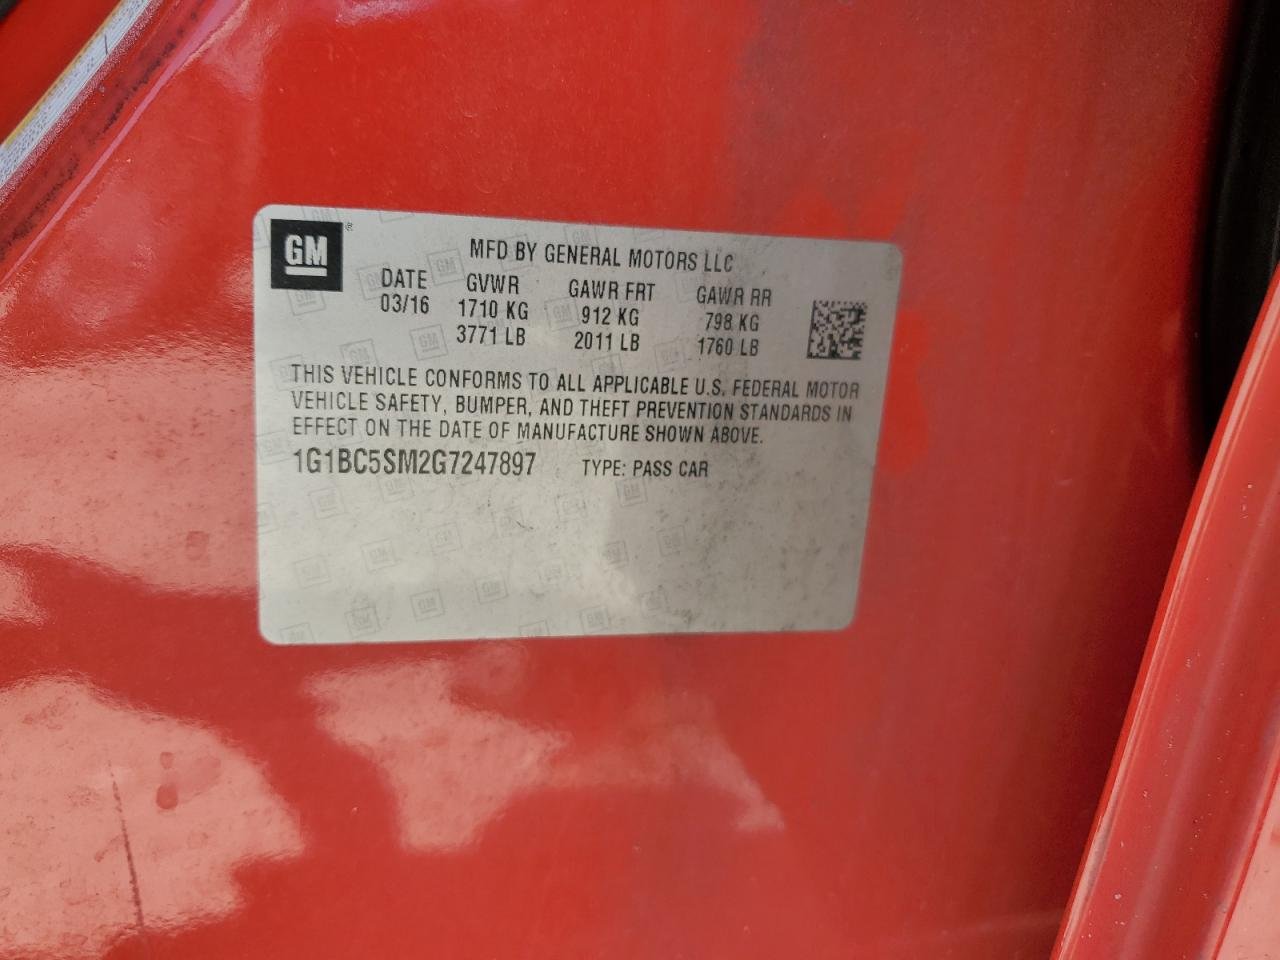 GM ®
MFD BY GENERAL MOTORS LLC
DATE GVWR GAWR FRT GAWR RR
03/16 1710 KG 912 KG 798 KG
3771 LB 2011 LB 1760 LB
THIS VEHICLE CONFORMS TO ALL APPLICABLE U.S. FEDERAL MOTOR
VEHICLE SAFETY, BUMPER, AND THEFT PREVENTION STANDARDS IN
EFFECT ON THE DATE OF MANUFACTURE SHOWN ABOVE.
1G1BC5SM2G7247897 TYPE: PASS CAR